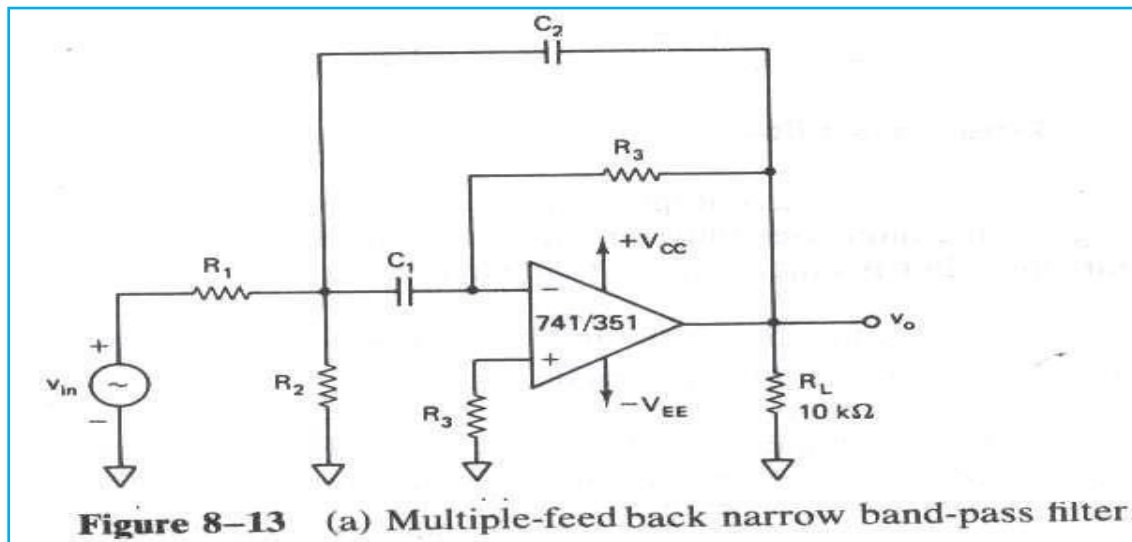 C2
R3
+VCC
R1
C1
−
741/351
+
vo
+
vin
−
R2
R3
−VEE
RL
10 kΩ
Figure 8–13 (a) Multiple-feed back narrow band-pass filter